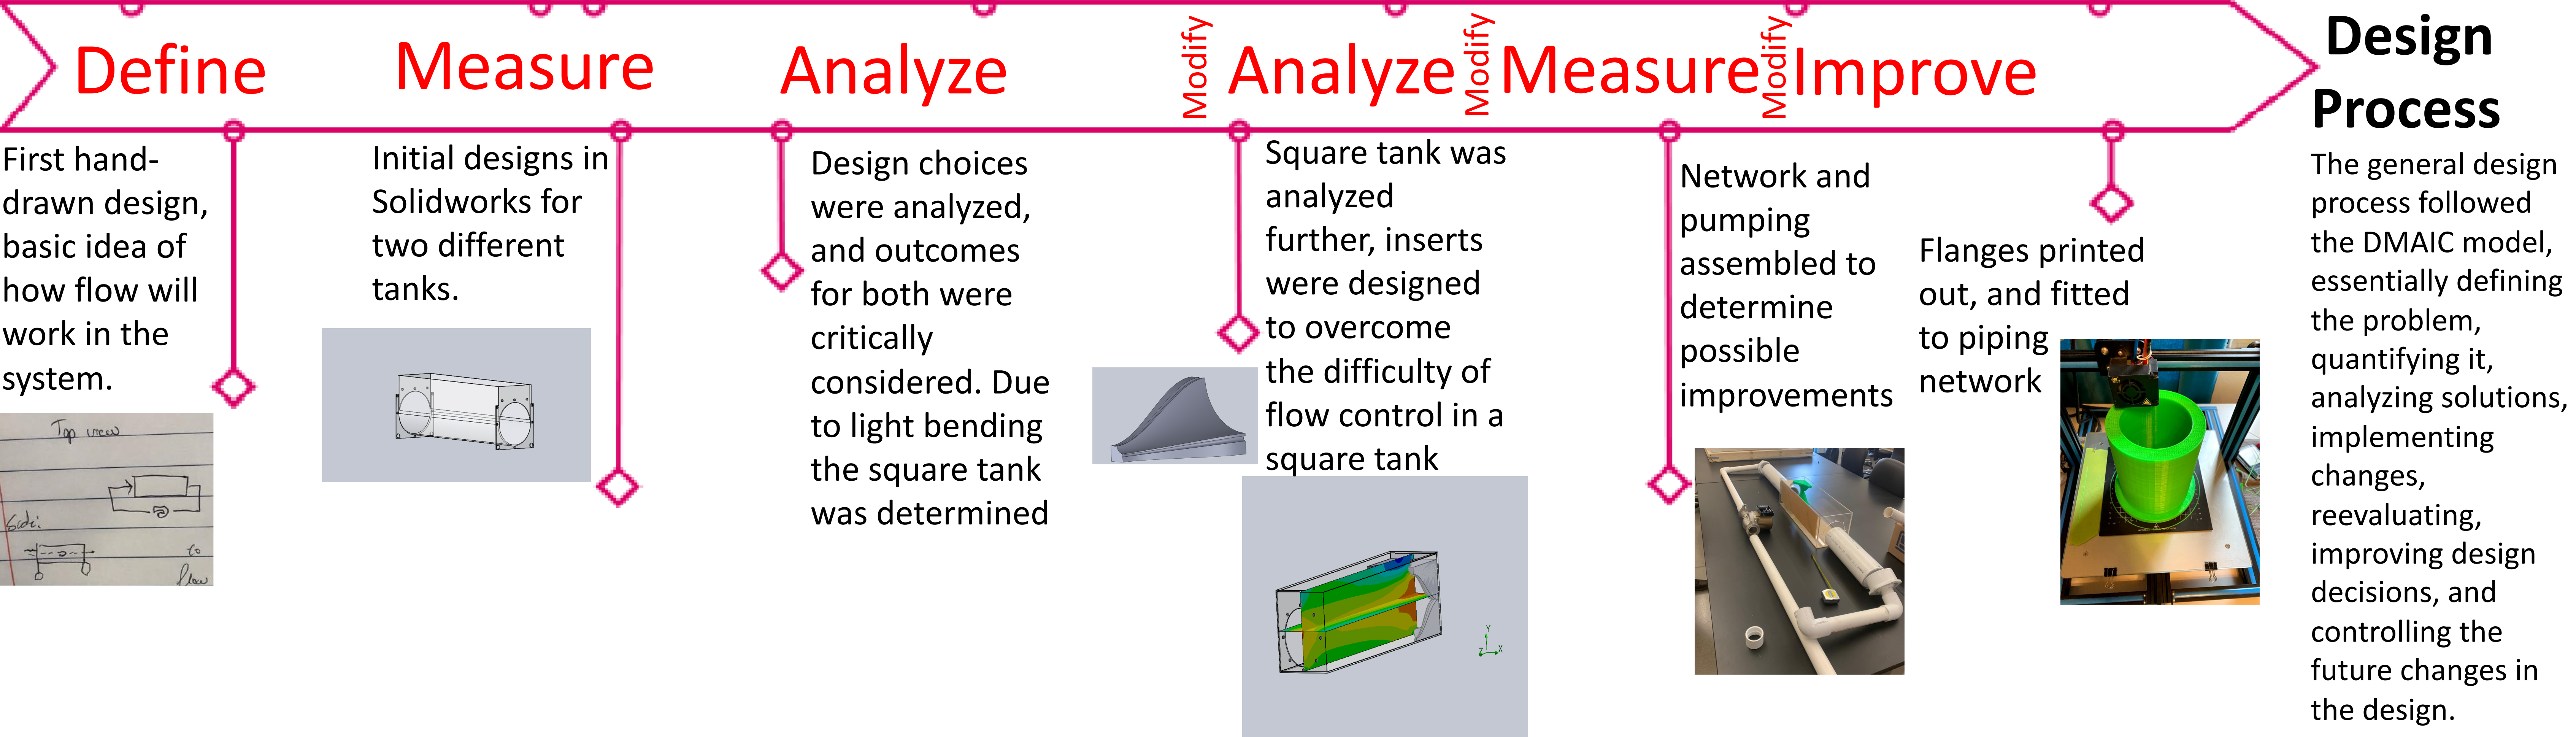 Define
Measure
Analyze
Modify
Analyze
Modify
Measure
Modify
Improve
Design
Process
First hand-
drawn design,
basic idea of
how flow will
work in the
system.
Top view
Side:
flow
Initial designs in
Solidworks for
two different
tanks.
Design choices
were analyzed,
and outcomes
for both were
critically
considered. Due
to light bending
the square tank
was determined
Square tank was
analyzed
further, inserts
were designed
to overcome
the difficulty of
flow control in a
square tank
Y
Z X
Network and
pumping
assembled to
determine
possible
improvements
Flanges printed
out, and fitted
to piping
network
The general design
process followed
the DMAIC model,
essentially defining
the problem,
quantifying it,
analyzing solutions,
implementing
changes,
reevaluating,
improving design
decisions, and
controlling the
future changes in
the design.